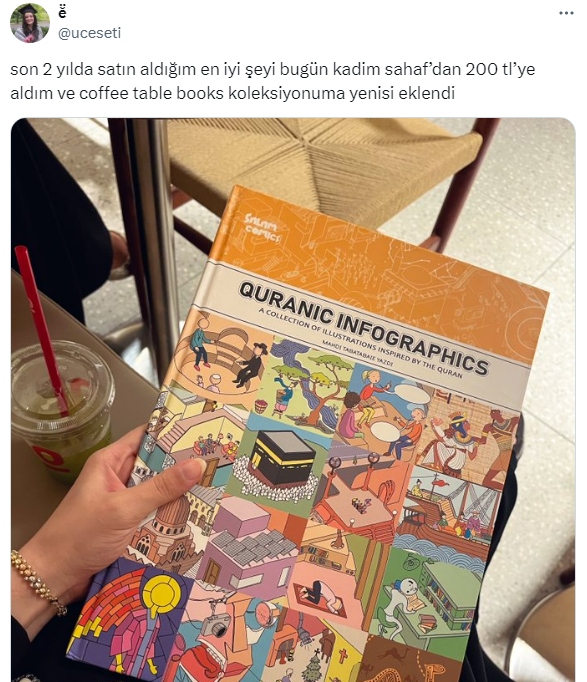 ë̆
@uceseti
son 2 yılda satın aldığım en iyi şeyi bugün kadim sahaf’dan 200 tl’ye
aldım ve coffee table books koleksiyonuma yenisi eklendi
Salam
comics
QURANIC INFOGRAPHICS
A COLLECTION OF ILLUSTRATIONS INSPIRED BY THE QURAN
MAHDI TABATABAIE YAZDI